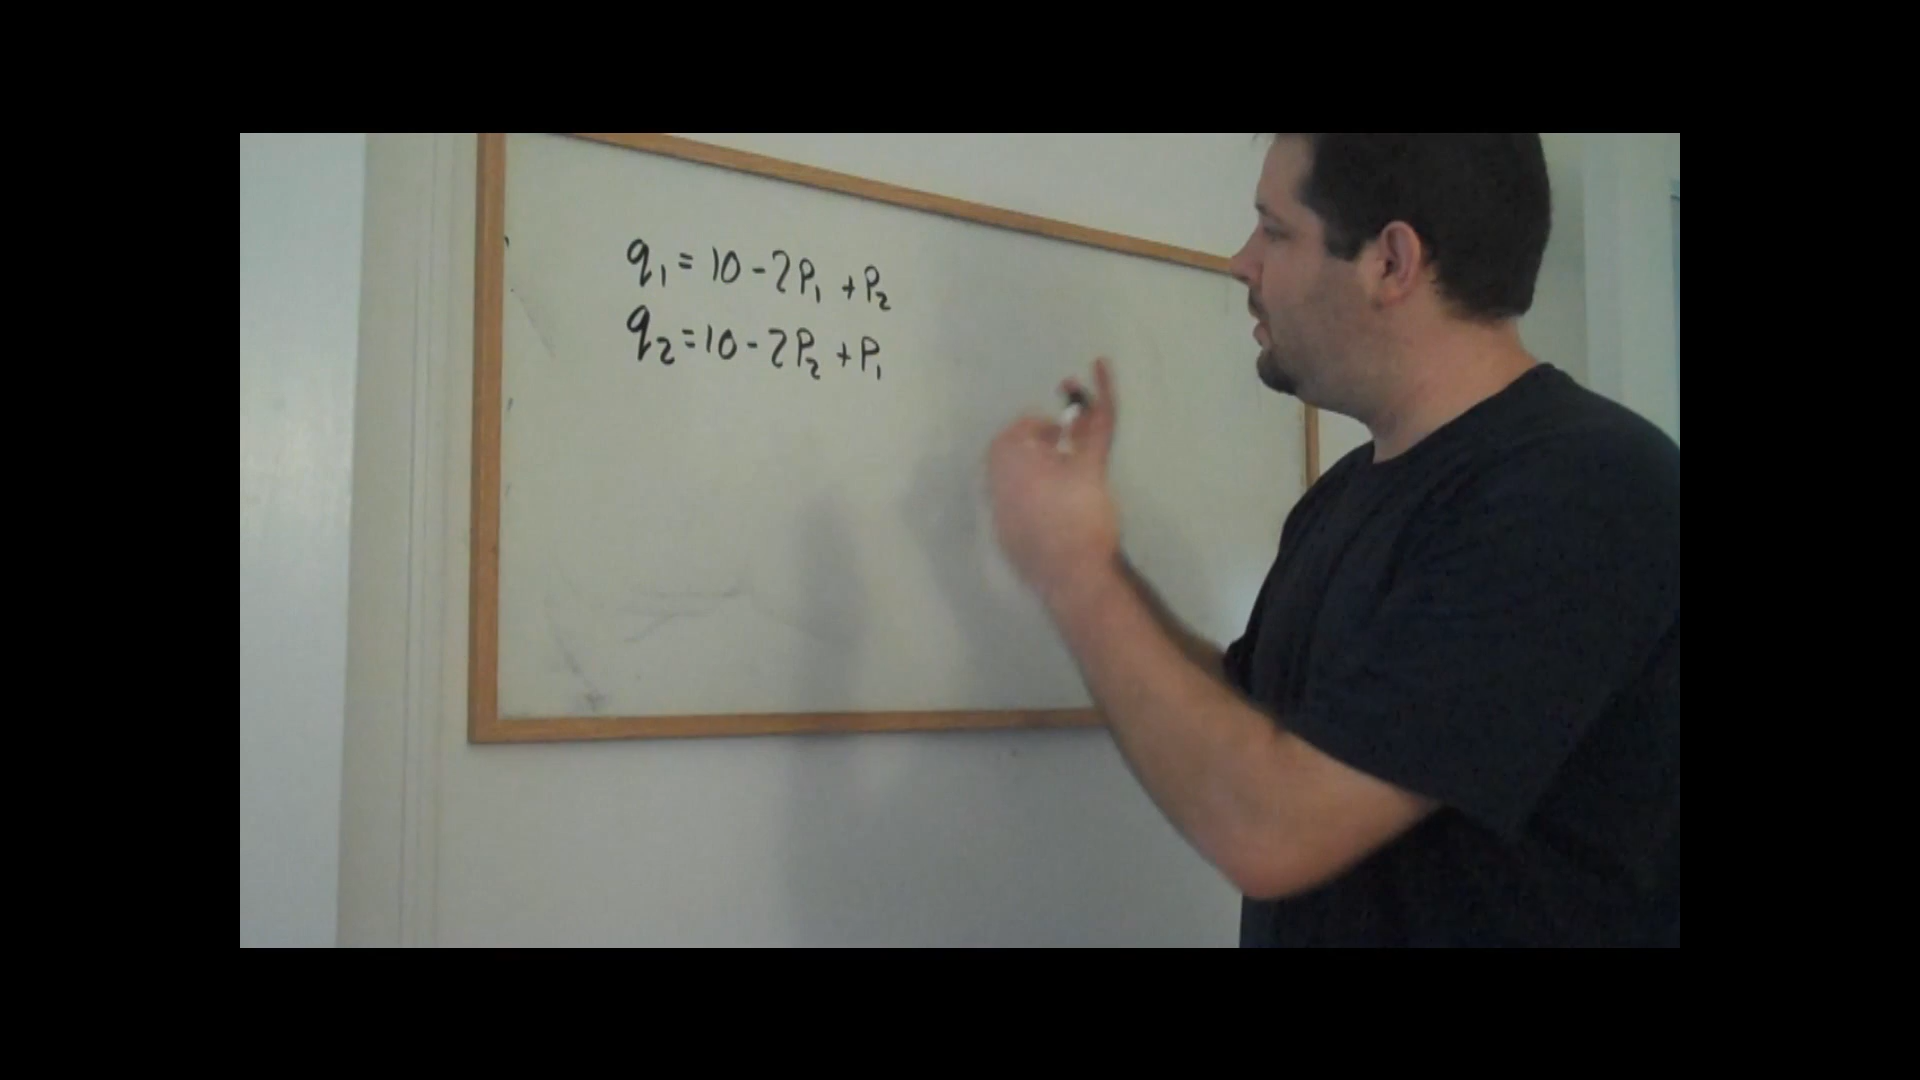 q₁ = 10 - 2P₁ + P₂
q₂ = 10 - 2P₂ + P₁